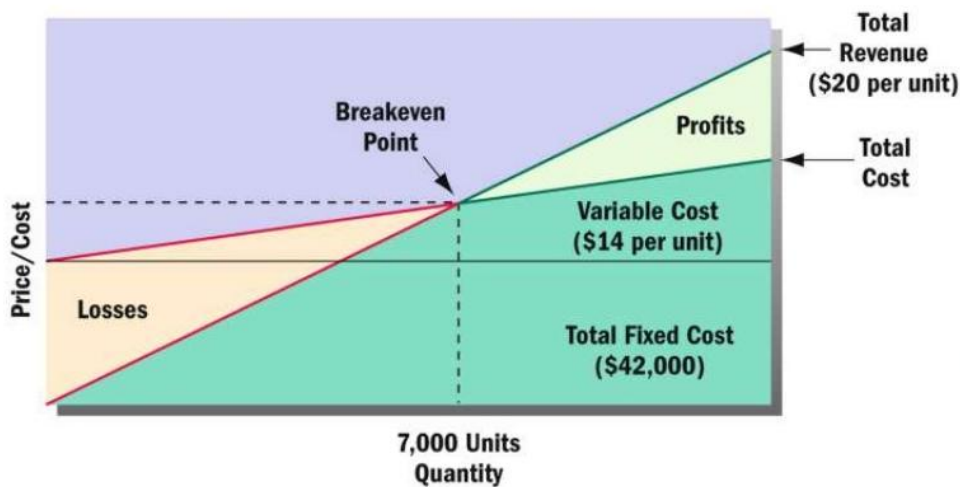 Total
Revenue
($20 per unit)
Breakeven
Point
Profits
Total
Cost
Variable Cost
($14 per unit)
Price/Cost
Losses
Total Fixed Cost
($42,000)
7,000 Units
Quantity